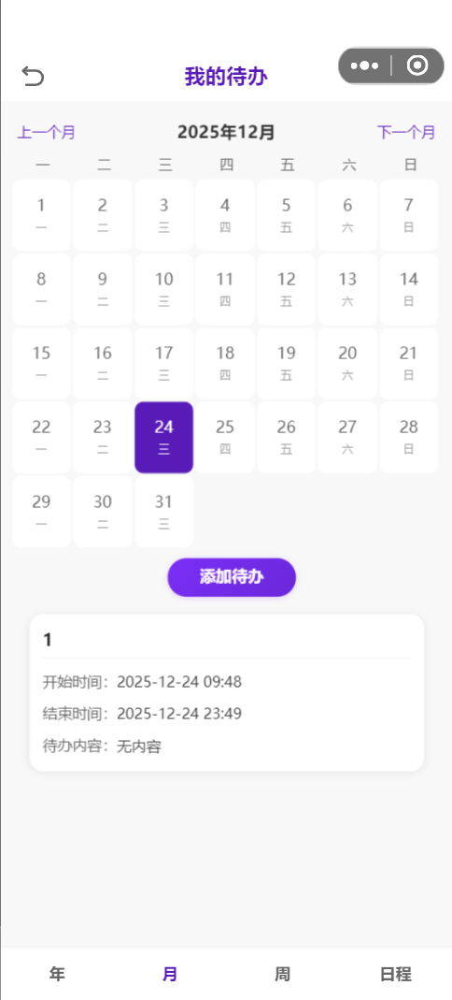 我的待办
上一个月 2025年12月 下一个月
一 二 三 四 五 六 日
1 2 3 4 5 6 7
一 二 三 四 五 六 日
8 9 10 11 12 13 14
一 二 三 四 五 六 日
15 16 17 18 19 20 21
一 二 三 四 五 六 日
22 23 24 25 26 27 28
一 二 三 四 五 六 日
29 30 31
一 二 三
添加待办
1
开始时间：2025-12-24 09:48
结束时间：2025-12-24 23:49
待办内容：无内容
年 月 周 日程